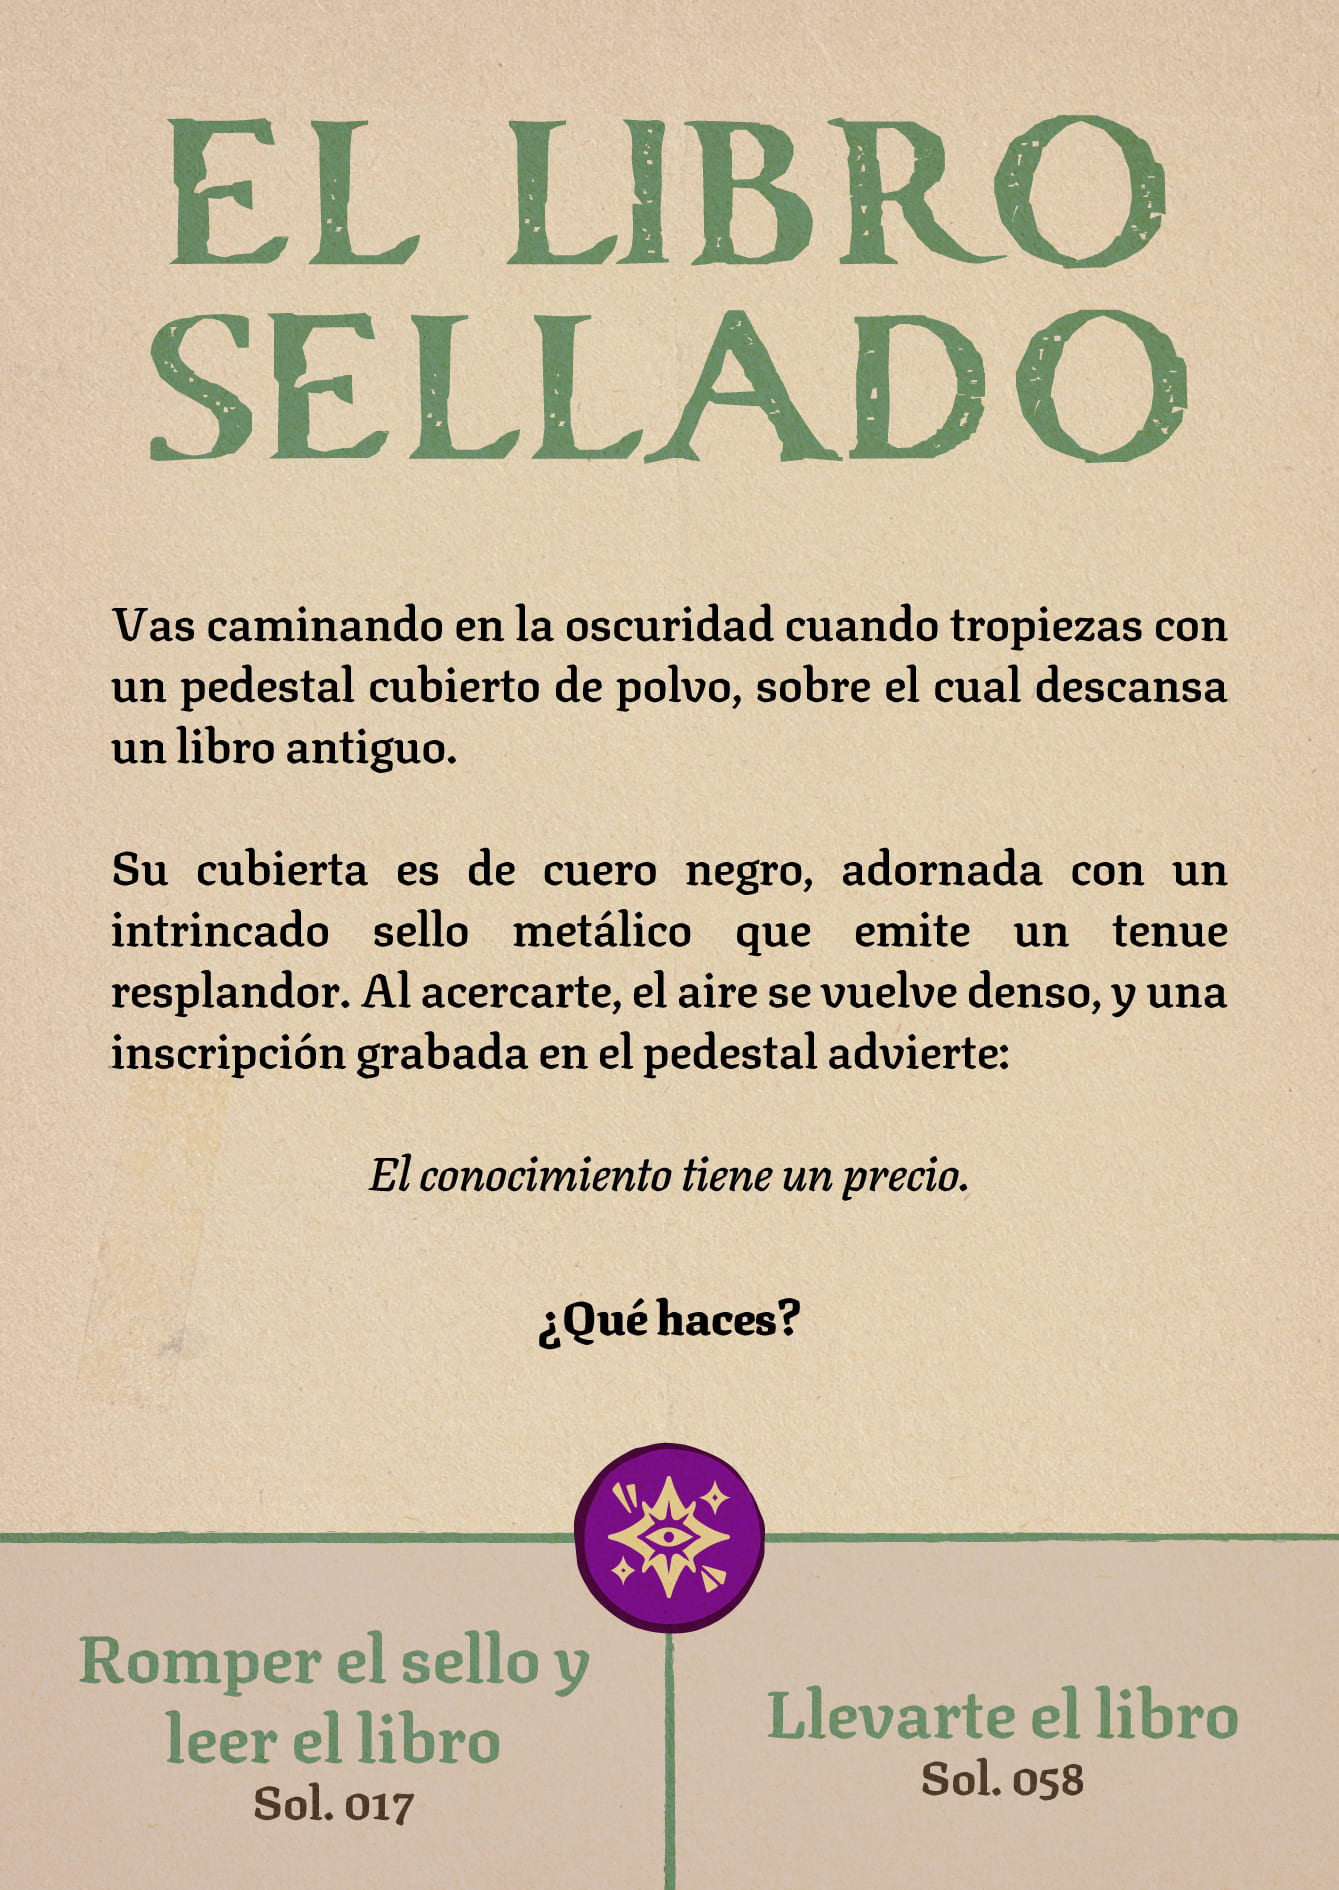 EL LIBRO
SELLADO
Vas caminando en la oscuridad cuando tropiezas con
un pedestal cubierto de polvo, sobre el cual descansa
un libro antiguo.
Su cubierta es de cuero negro, adornada con un
intrincado sello metálico que emite un tenue
resplandor. Al acercarte, el aire se vuelve denso, y una
inscripción grabada en el pedestal advierte:
El conocimiento tiene un precio.
¿Qué haces?
Romper el sello y
leer el libro
Sol. 017
Llevarte el libro
Sol. 058